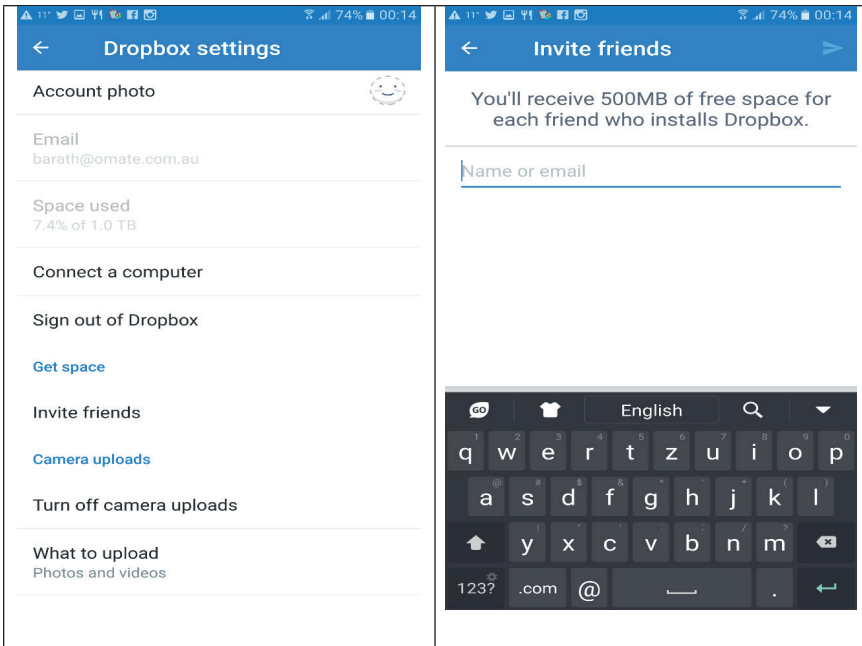 11° 74% 00:14
Dropbox settings
Account photo
Email
barath@omate.com.au
Space used
7.4% of 1.0 TB
Connect a computer
Sign out of Dropbox
Get space
Invite friends
Camera uploads
Turn off camera uploads
What to upload
Photos and videos
11° 74% 00:14
Invite friends
You'll receive 500MB of free space for
each friend who installs Dropbox.
Name or email
GO English
1 2 3 4 5 6 7 8 9 0
q w e r t z u i o p
@ # $ & * - ' + ( )
a s d f g h j k l
! " ' : ; / ?
y x c v b n m
123? .com @ .